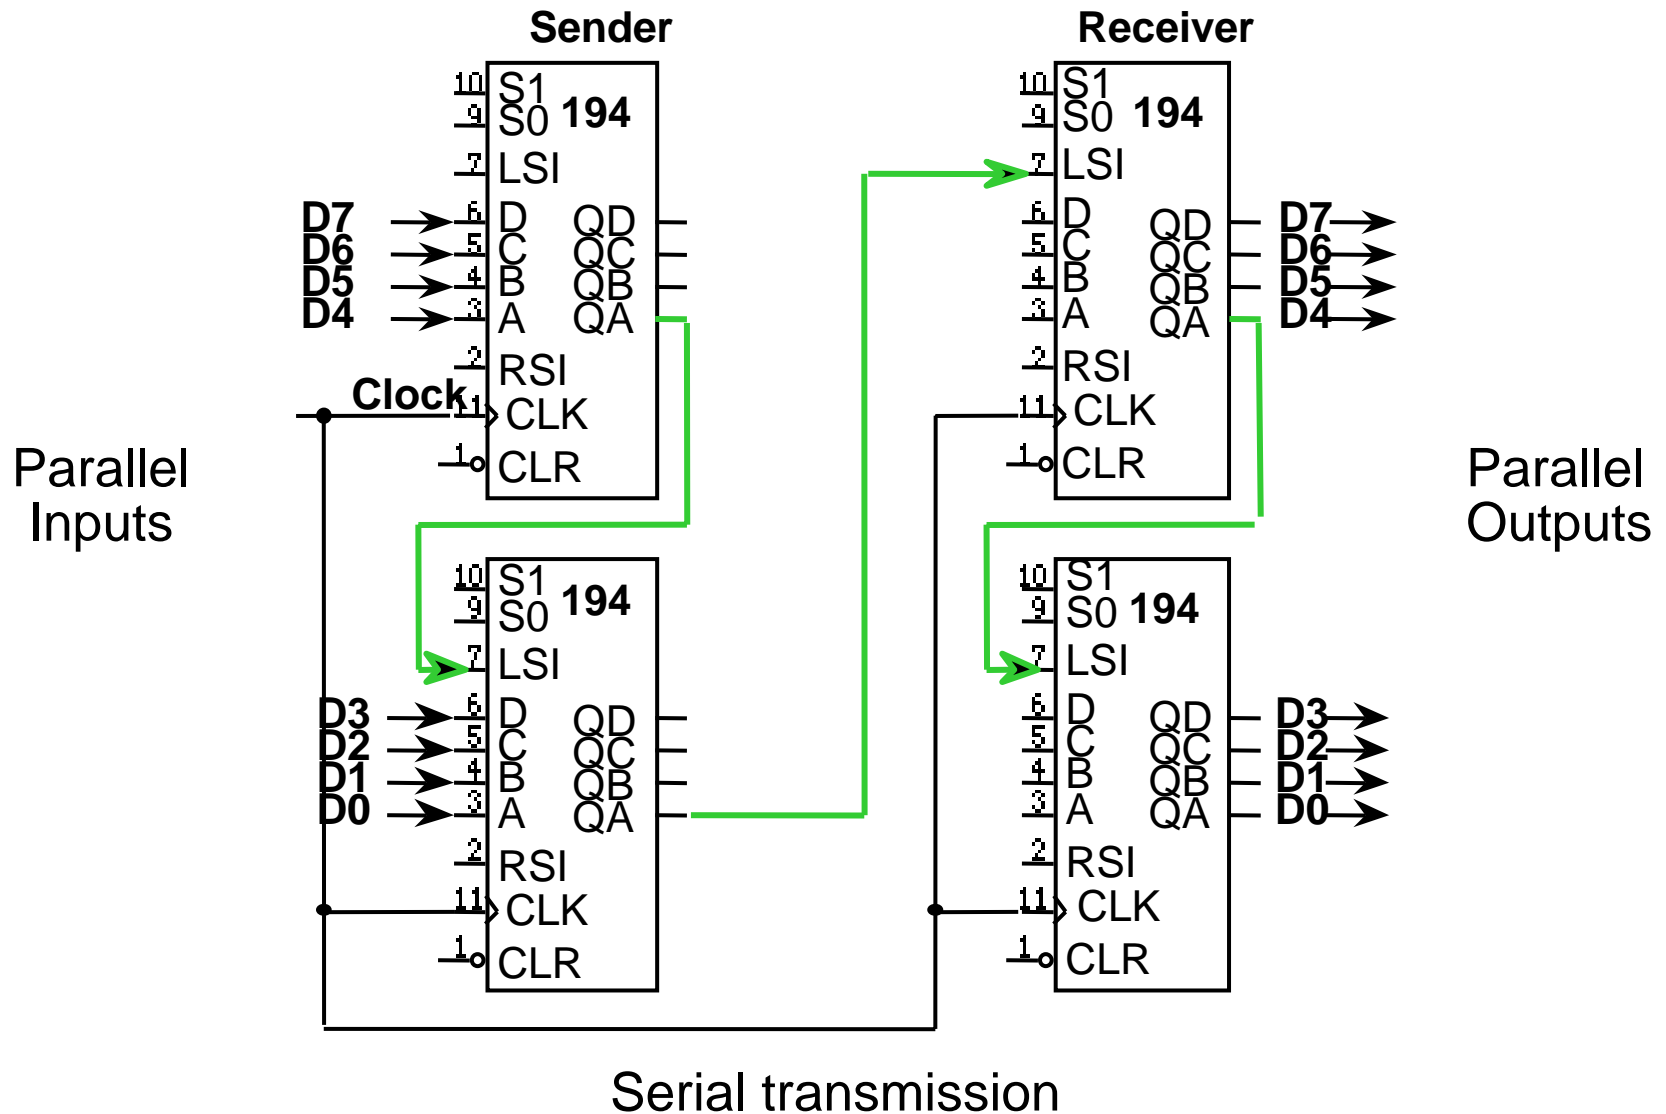 Sender
10 S1
9 S0 194
7 LSI
D7 6 D QD
D6 5 C QC
D5 4 B QB
D4 3 A QA
2 RSI
Clock 11 CLK
1 CLR
10 S1
9 S0 194
7 LSI
D3 6 D QD
D2 5 C QC
D1 4 B QB
D0 3 A QA
2 RSI
11 CLK
1 CLR
Parallel
Inputs
Receiver
10 S1
9 S0 194
7 LSI
6 D QD D7
5 C QC D6
4 B QB D5
3 A QA D4
2 RSI
11 CLK
1 CLR
10 S1
9 S0 194
7 LSI
6 D QD D3
5 C QC D2
4 B QB D1
3 A QA D0
2 RSI
11 CLK
1 CLR
Parallel
Outputs
Serial transmission